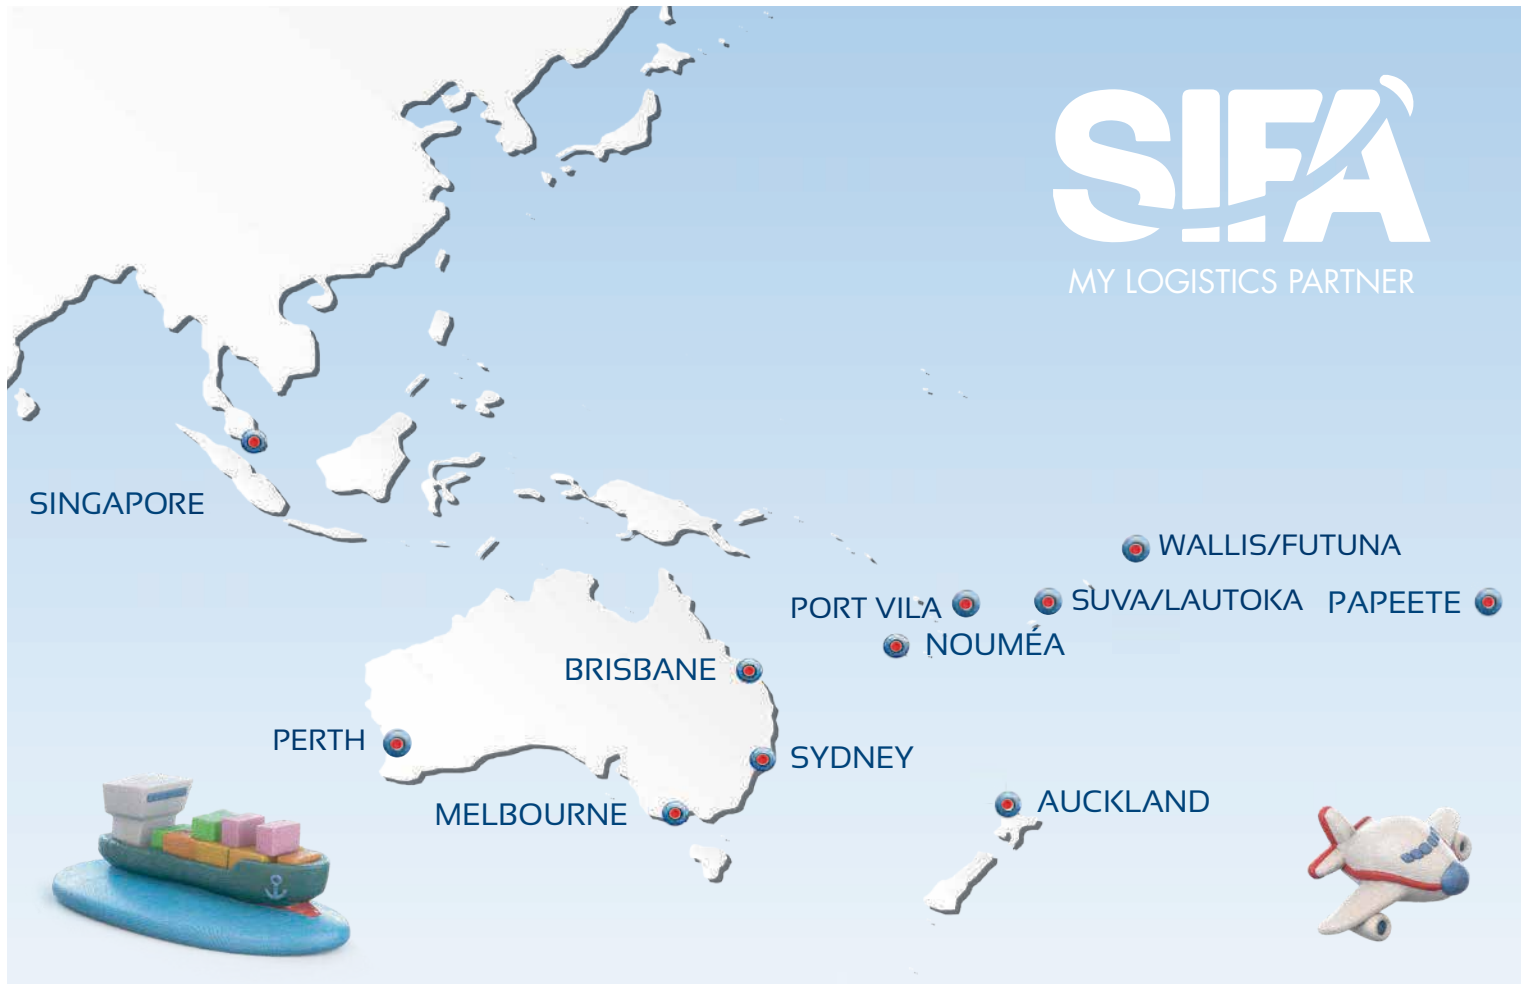 SIFA
MY LOGISTICS PARTNER
SINGAPORE
WALLIS/FUTUNA
PORT VILA
SUVA/LAUTOKA
PAPEETE
NOUMÉA
BRISBANE
PERTH
SYDNEY
MELBOURNE
AUCKLAND